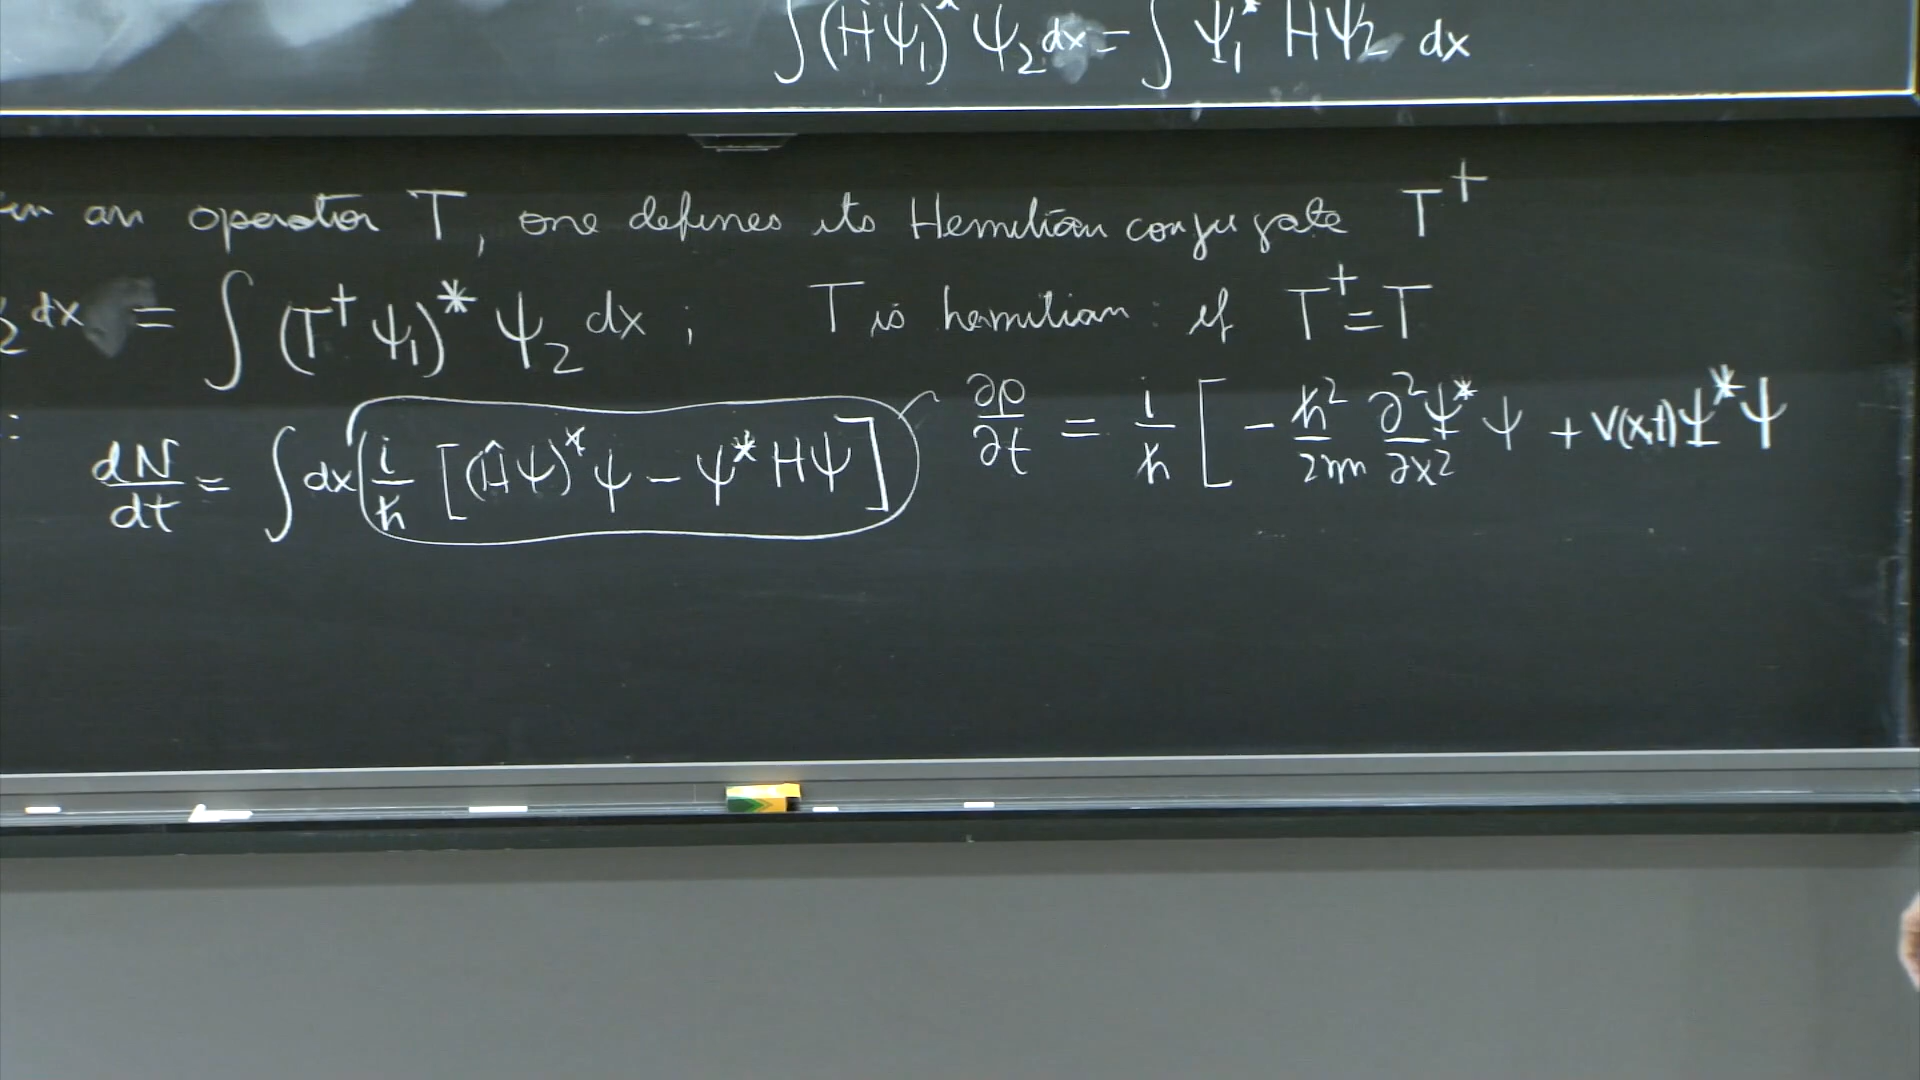 ∫(Ĥψ₁)* ψ₂ dx = ∫ ψ₁* Hψ₂ dx
an operator T, one defines its Hermitian conjugate T†
₂ dx = ∫ (T† ψ₁)* ψ₂ dx ; T is hermitian : if T† = T
: dN/dt = ∫ dx (i/ħ [(Ĥψ)* ψ − ψ* Hψ] ∂ρ/∂t = i/ħ [ − ħ²/2m ∂²ψ*/∂x² ψ + V(x,t)ψ*ψ